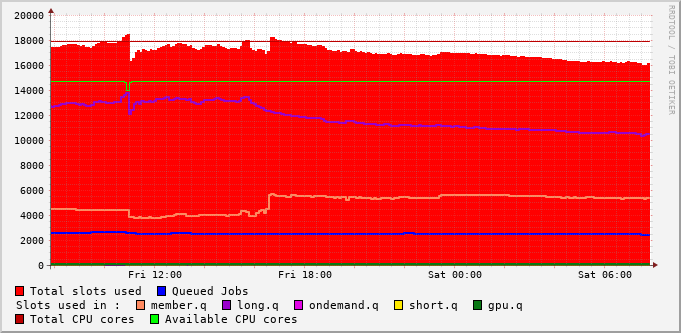 RRDTOOL / TOBI OETIKER
20000
18000
16000
14000
12000
10000
8000
6000
4000
2000
0
Fri 12:00 Fri 18:00 Sat 00:00 Sat 06:00
Total slots used Queued Jobs
Slots used in : member.q long.q ondemand.q short.q gpu.q
Total CPU cores Available CPU cores